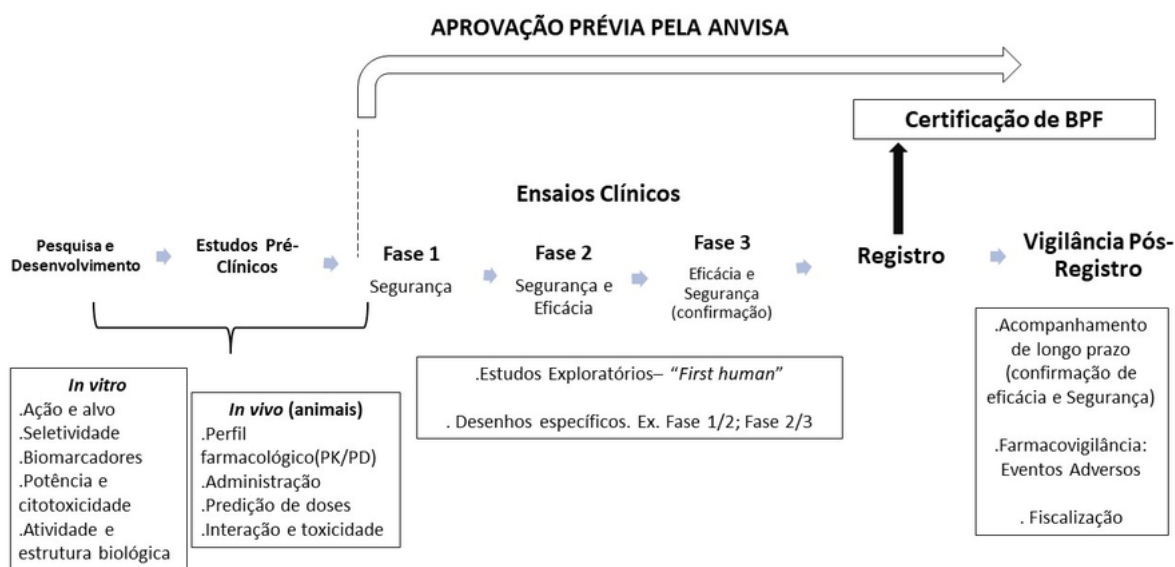 APROVAÇÃO PRÉVIA PELA ANVISA
Certificação de BPF
Ensaios Clínicos
Pesquisa e
Desenvolvimento
Estudos Pré-
Clínicos
Fase 1
Segurança
Fase 2
Segurança e
Eficácia
Fase 3
Eficácia e
Segurança
(confirmação)
Registro
Vigilância Pós-
Registro
In vitro
.Ação e alvo
.Seletividade
.Biomarcadores
.Potência e
citotoxicidade
.Atividade e
estrutura biológica
In vivo (animais)
.Perfil
farmacológico(PK/PD)
.Administração
.Predição de doses
.Interação e toxicidade
.Estudos Exploratórios– “First human”
. Desenhos específicos. Ex. Fase 1/2; Fase 2/3
.Acompanhamento
de longo prazo
(confirmação de
eficácia e Segurança)
.Farmacovigilância:
Eventos Adversos
. Fiscalização